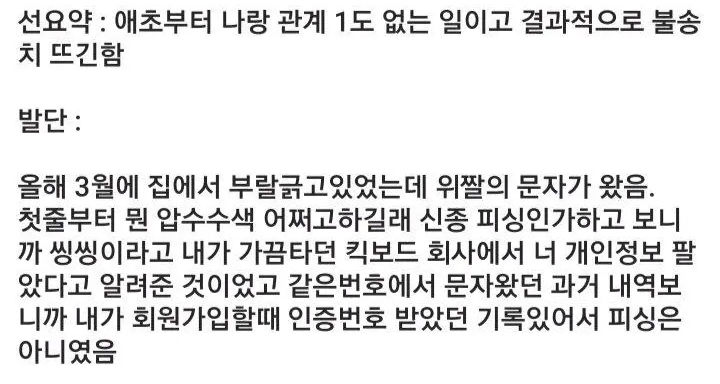 선요약 : 애초부터 나랑 관계 1도 없는 일이고 결과적으로 불송
치 뜨긴함
발단 :
올해 3월에 집에서 부랄긁고있었는데 위짤의 문자가 왔음.
첫줄부터 뭔 압수수색 어쩌고하길래 신종 피싱인가하고 보니
까 씽씽이라고 내가 가끔타던 킥보드 회사에서 너 개인정보 팔
았다고 알려준 것이었고 같은번호에서 문자왔던 과거 내역보
니까 내가 회원가입할때 인증번호 받았던 기록있어서 피싱은
아니였음